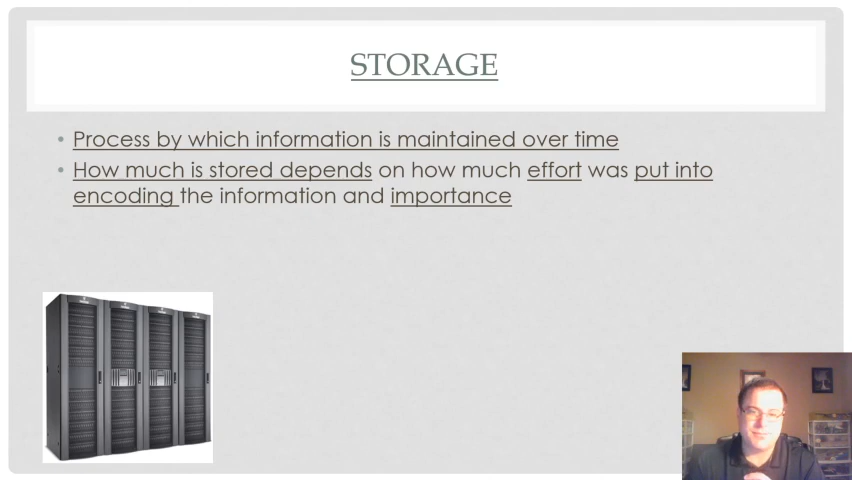 STORAGE
• Process by which information is maintained over time
• How much is stored depends on how much effort was put into
encoding the information and importance